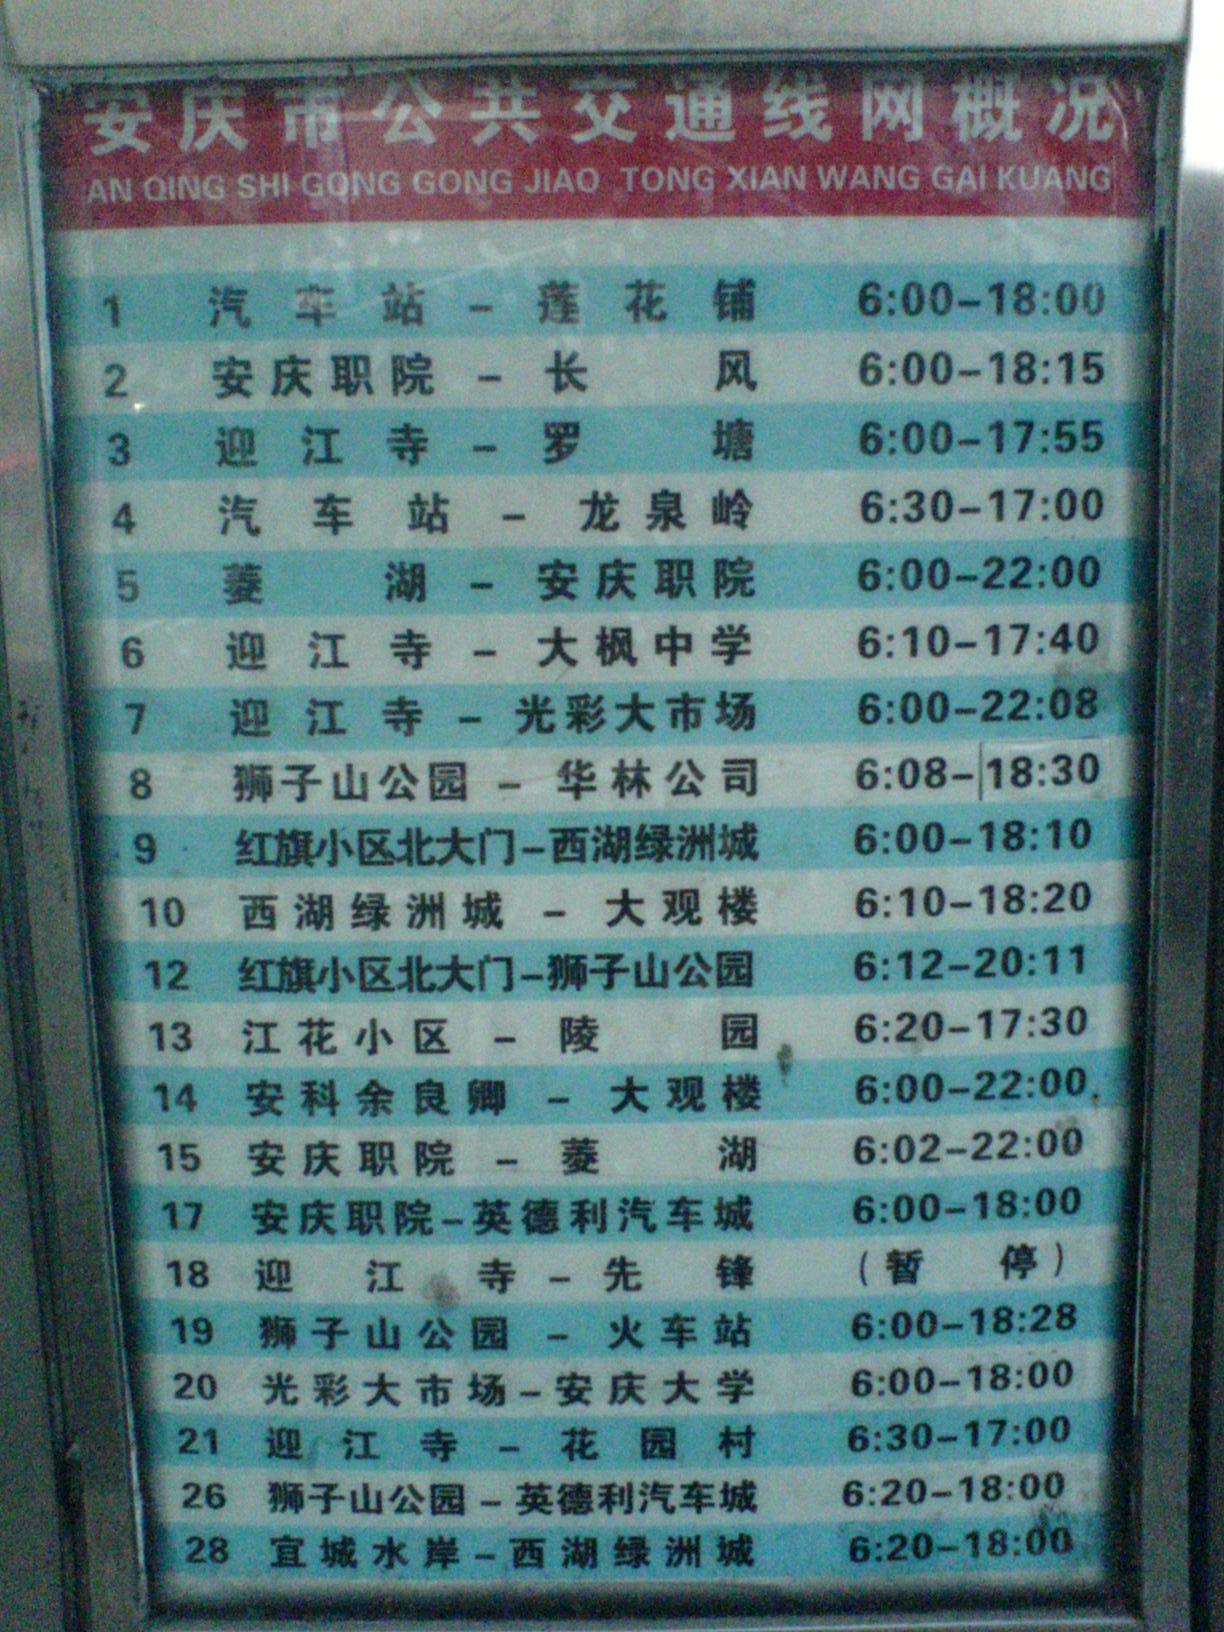 安庆市公共交通线网概况
AN QING SHI GONG GONG JIAO TONG XIAN WANG GAI KUANG
1 汽车站－莲花铺 6:00－18:00
2 安庆职院－长风 6:00－18:15
3 迎江寺－罗塘 6:00－17:55
4 汽车站－龙泉岭 6:30－17:00
5 菱湖－安庆职院 6:00－22:00
6 迎江寺－大枫中学 6:10－17:40
7 迎江寺－光彩大市场 6:00－22:08
8 狮子山公园－华林公司 6:08－18:30
9 红旗小区北大门－西湖绿洲城 6:00－18:10
10 西湖绿洲城－大观楼 6:10－18:20
12 红旗小区北大门－狮子山公园 6:12－20:11
13 江花小区－陵园 6:20－17:30
14 安科余良卿－大观楼 6:00－22:00
15 安庆职院－菱湖 6:02－22:00
17 安庆职院－英德利汽车城 6:00－18:00
18 迎江寺－先锋 （暂停）
19 狮子山公园－火车站 6:00－18:28
20 光彩大市场－安庆大学 6:00－18:00
21 迎江寺－花园村 6:30－17:00
26 狮子山公园－英德利汽车城 6:20－18:00
28 宜城水岸－西湖绿洲城 6:20－18:00